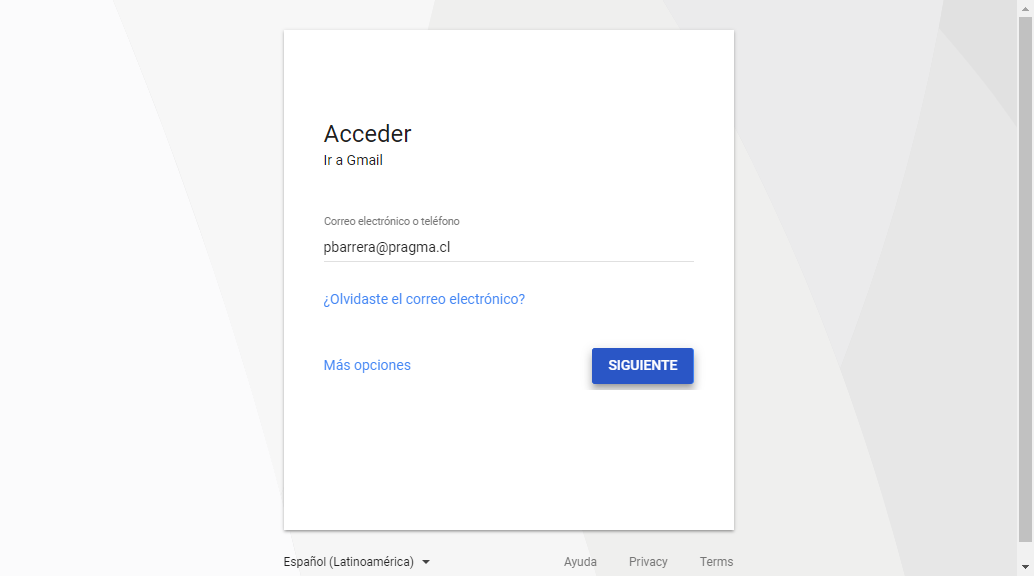 Acceder
Ir a Gmail
Correo electrónico o teléfono
pbarrera@pragma.cl
¿Olvidaste el correo electrónico?
Más opciones
SIGUIENTE
Español (Latinoamérica)
Ayuda Privacy Terms